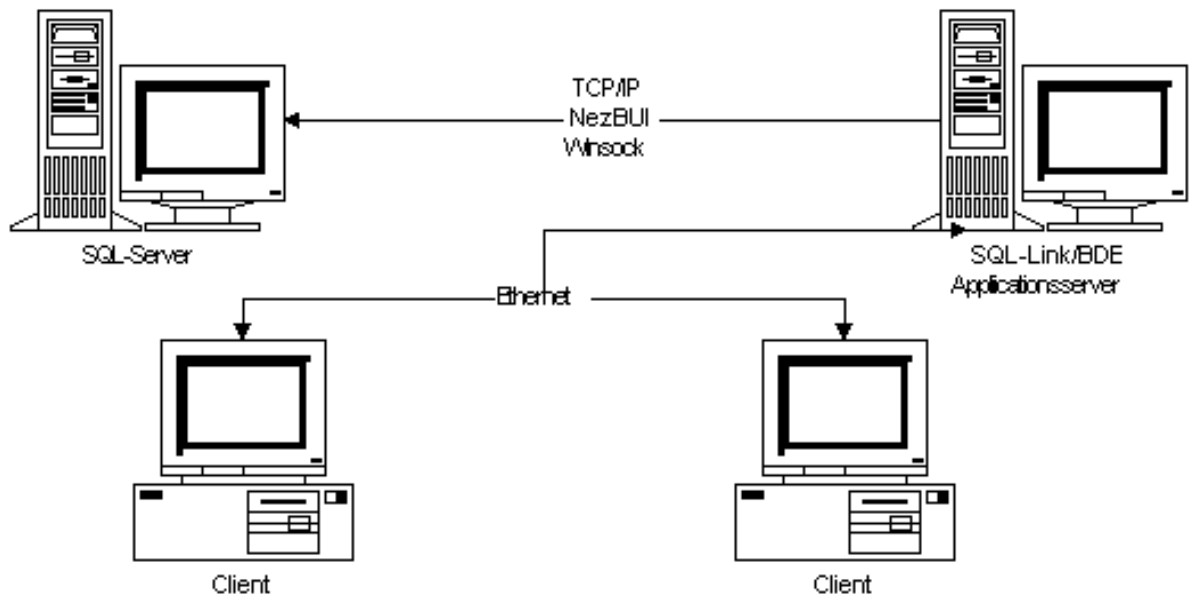 TCP/IP
NezBUI
Winsock
SQL-Server
SQL-Link/BDE
Applicationsserver
Ethernet
Client
Client